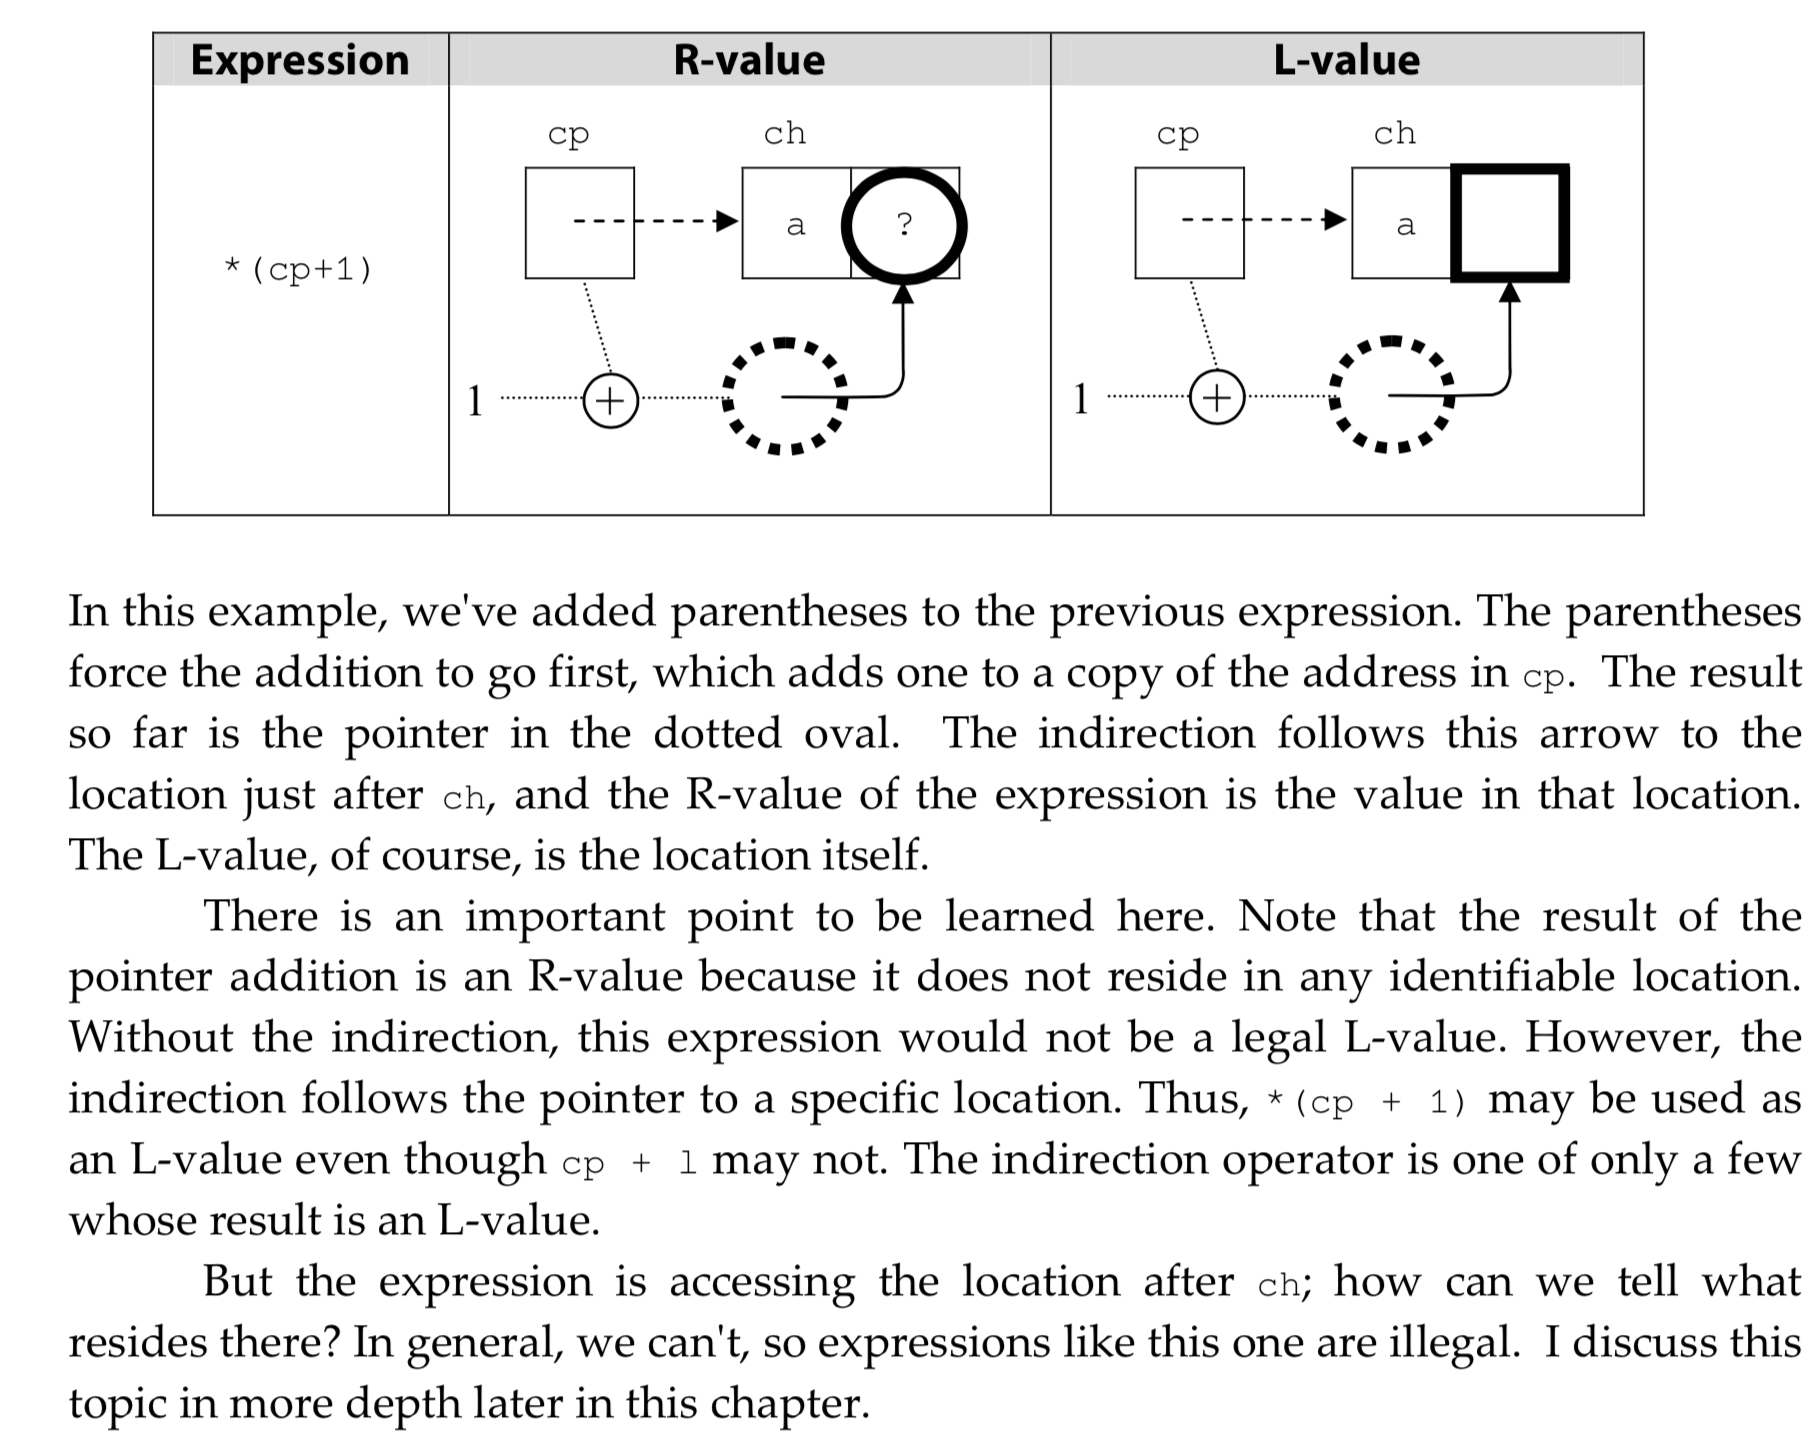 Expression R-value L-value
cp ch cp ch
a ? a
*(cp+1)
1 + 1 +
In this example, we've added parentheses to the previous expression. The parentheses
force the addition to go first, which adds one to a copy of the address in cp. The result
so far is the pointer in the dotted oval. The indirection follows this arrow to the
location just after ch, and the R-value of the expression is the value in that location.
The L-value, of course, is the location itself.
There is an important point to be learned here. Note that the result of the
pointer addition is an R-value because it does not reside in any identifiable location.
Without the indirection, this expression would not be a legal L-value. However, the
indirection follows the pointer to a specific location. Thus, *(cp + 1) may be used as
an L-value even though cp + l may not. The indirection operator is one of only a few
whose result is an L-value.
But the expression is accessing the location after ch; how can we tell what
resides there? In general, we can't, so expressions like this one are illegal. I discuss this
topic in more depth later in this chapter.